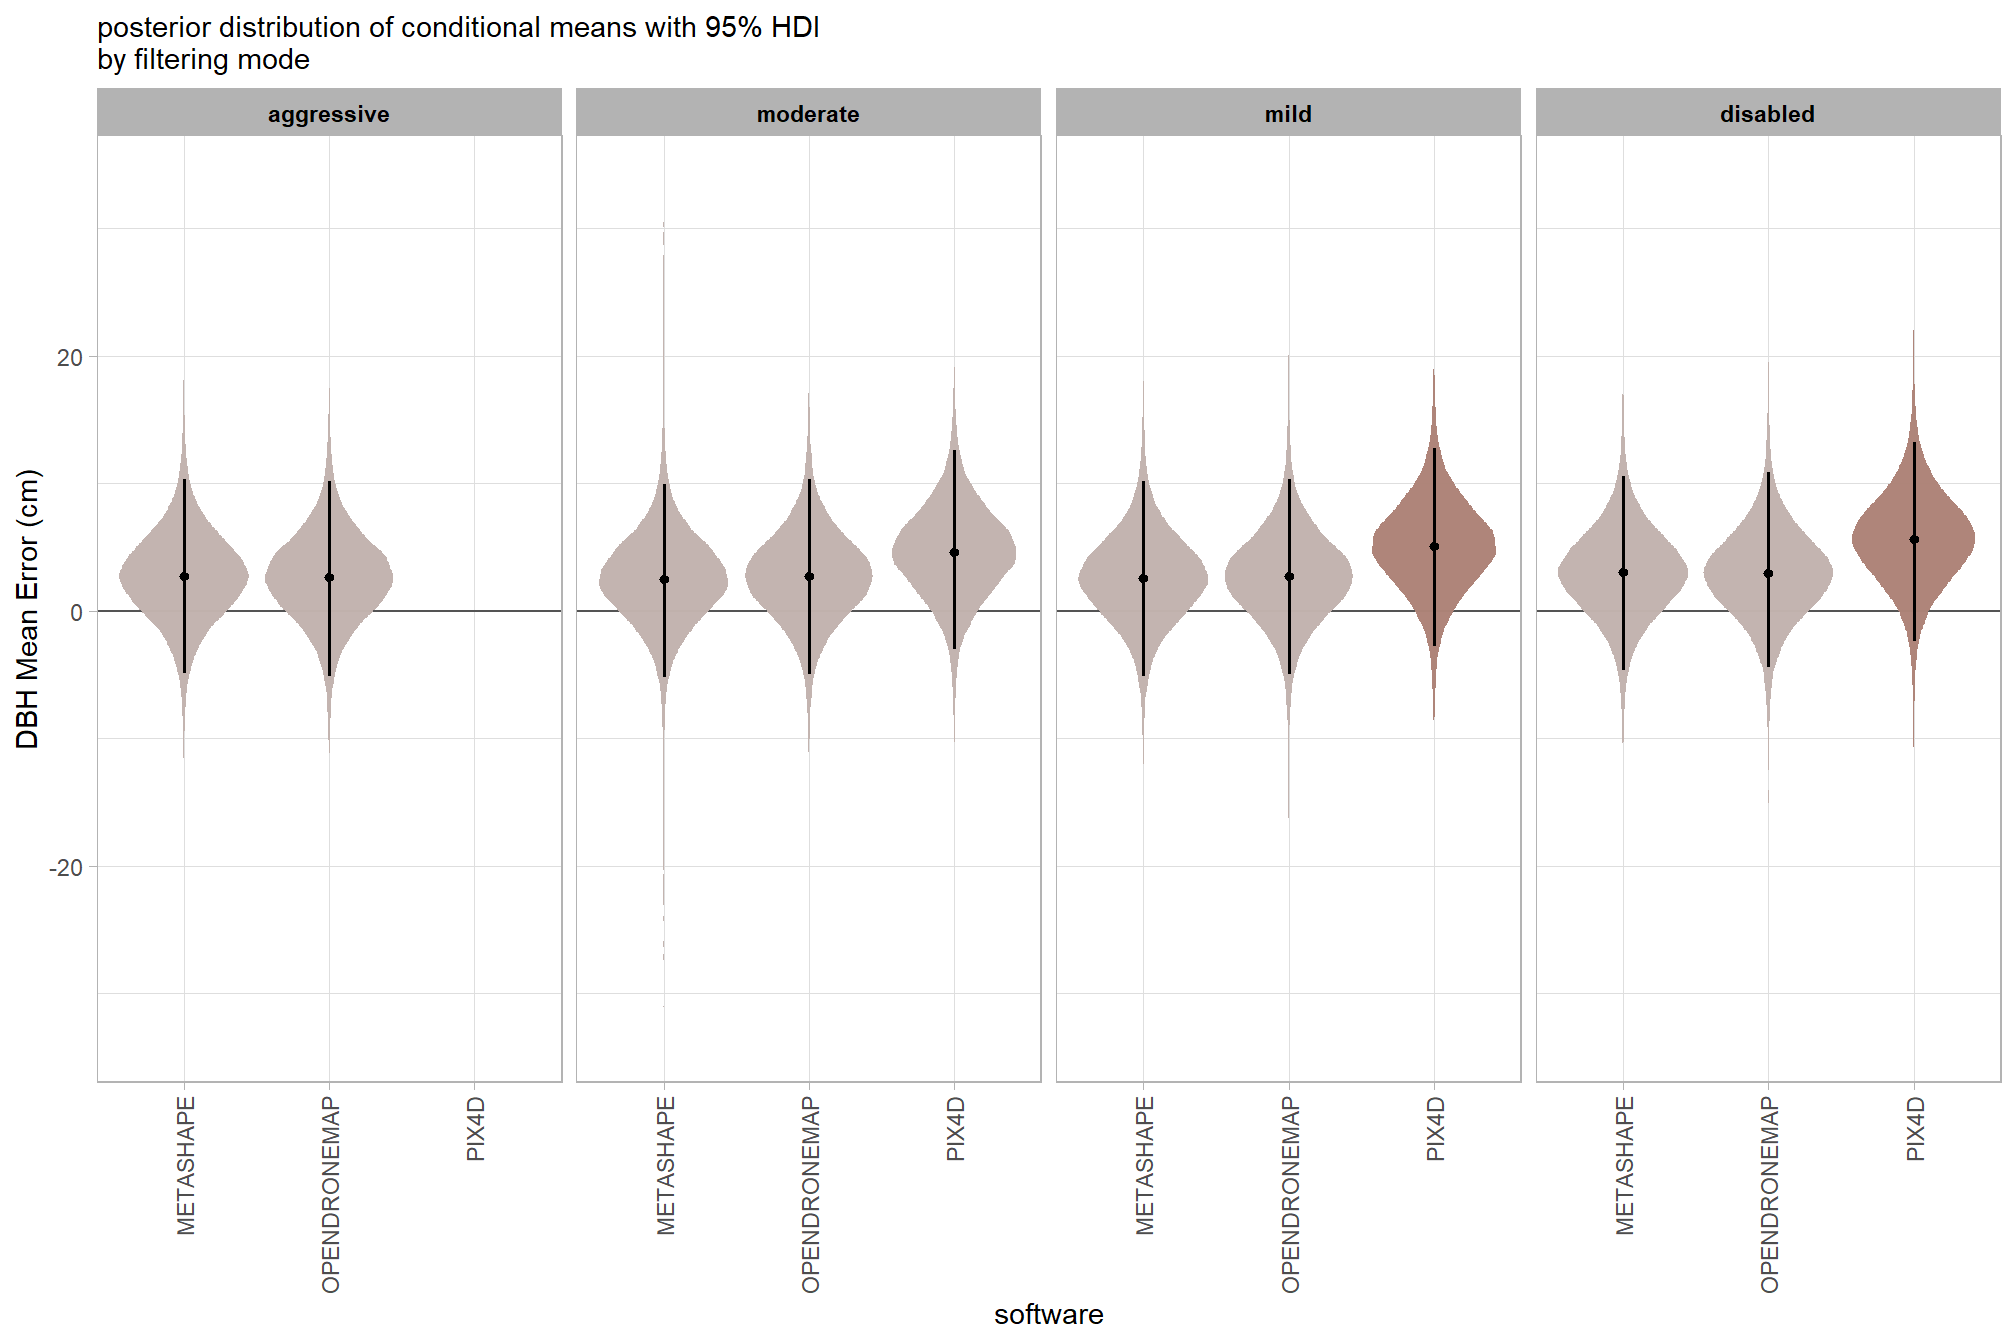 posterior distribution of conditional means with 95% HDI
by filtering mode
aggressive
moderate
mild
disabled
DBH Mean Error (cm)
20
0
-20
METASHAPE
OPENDRONEMAP
PIX4D
METASHAPE
OPENDRONEMAP
PIX4D
METASHAPE
OPENDRONEMAP
PIX4D
METASHAPE
OPENDRONEMAP
PIX4D
software